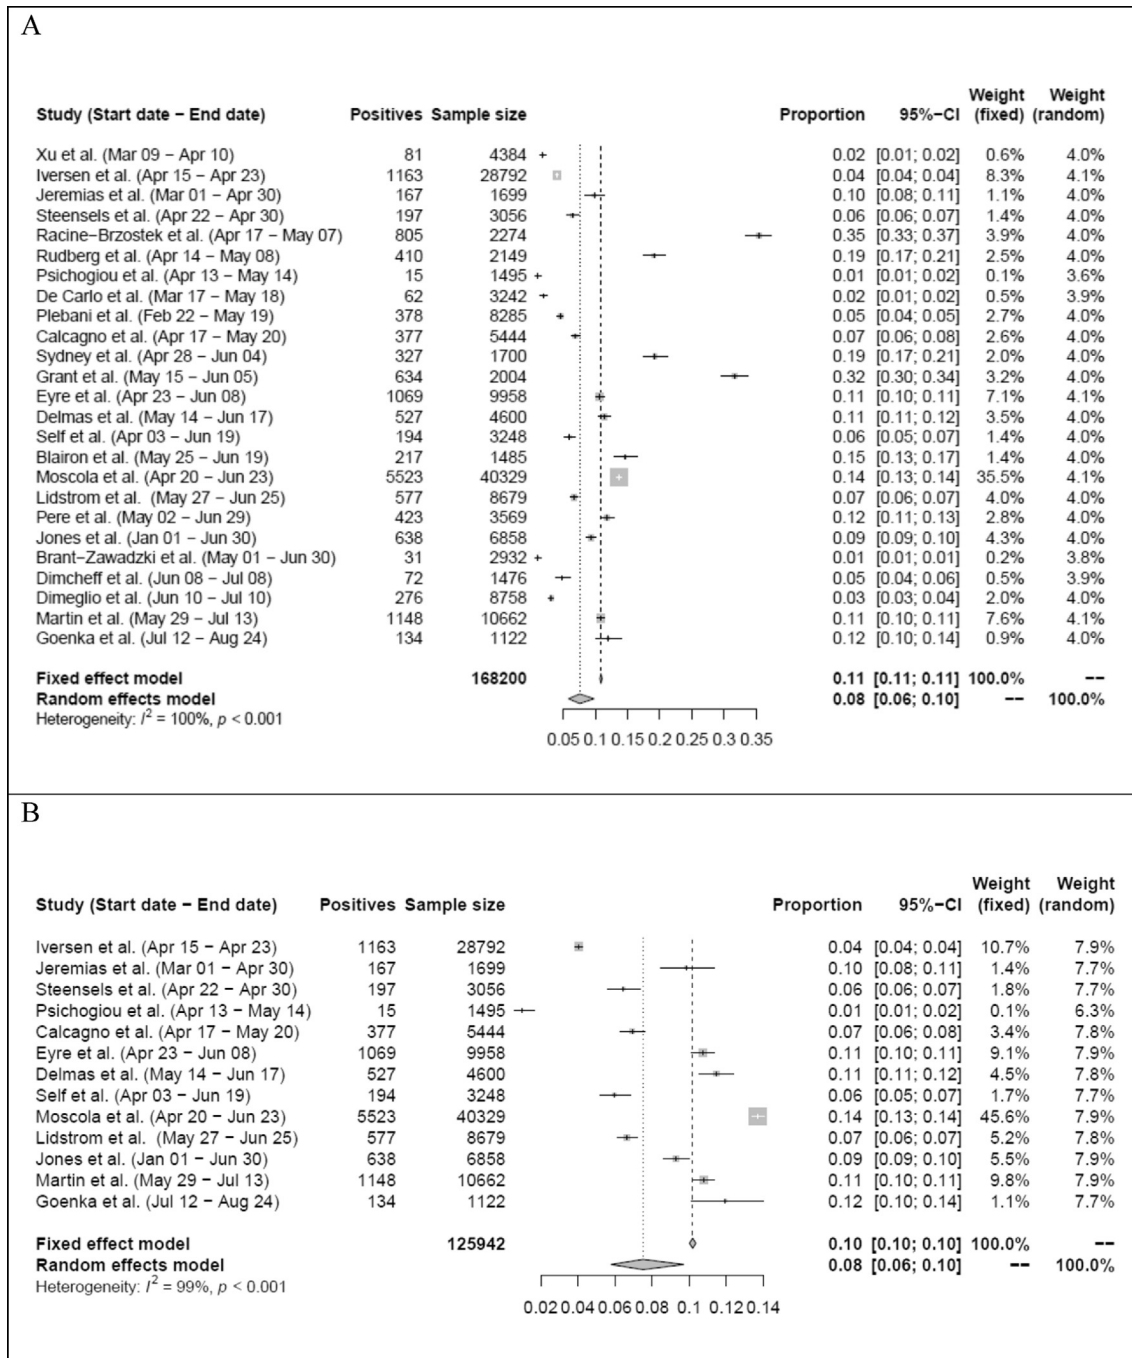 A
Study (Start date − End date) Positives Sample size Proportion 95%−CI Weight (fixed) Weight (random)
Xu et al. (Mar 09 − Apr 10) 81 4384 0.02 [0.01; 0.02] 0.6% 4.0%
Iversen et al. (Apr 15 − Apr 23) 1163 28792 0.04 [0.04; 0.04] 8.3% 4.1%
Jeremias et al. (Mar 01 − Apr 30) 167 1699 0.10 [0.08; 0.11] 1.1% 4.0%
Steensels et al. (Apr 22 − Apr 30) 197 3056 0.06 [0.06; 0.07] 1.4% 4.0%
Racine−Brzostek et al. (Apr 17 − May 07) 805 2274 0.35 [0.33; 0.37] 3.9% 4.0%
Rudberg et al. (Apr 14 − May 08) 410 2149 0.19 [0.17; 0.21] 2.5% 4.0%
Psichogiou et al. (Apr 13 − May 14) 15 1495 0.01 [0.01; 0.02] 0.1% 3.6%
De Carlo et al. (Mar 17 − May 18) 62 3242 0.02 [0.01; 0.02] 0.5% 3.9%
Plebani et al. (Feb 22 − May 19) 378 8285 0.05 [0.04; 0.05] 2.7% 4.0%
Calcagno et al. (Apr 17 − May 20) 377 5444 0.07 [0.06; 0.08] 2.6% 4.0%
Sydney et al. (Apr 28 − Jun 04) 327 1700 0.19 [0.17; 0.21] 2.0% 4.0%
Grant et al. (May 15 − Jun 05) 634 2004 0.32 [0.30; 0.34] 3.2% 4.0%
Eyre et al. (Apr 23 − Jun 08) 1069 9958 0.11 [0.10; 0.11] 7.1% 4.1%
Delmas et al. (May 14 − Jun 17) 527 4600 0.11 [0.11; 0.12] 3.5% 4.0%
Self et al. (Apr 03 − Jun 19) 194 3248 0.06 [0.05; 0.07] 1.4% 4.0%
Blairon et al. (May 25 − Jun 19) 217 1485 0.15 [0.13; 0.17] 1.4% 4.0%
Moscola et al. (Apr 20 − Jun 23) 5523 40329 0.14 [0.13; 0.14] 35.5% 4.1%
Lidstrom et al. (May 27 − Jun 25) 577 8679 0.07 [0.06; 0.07] 4.0% 4.0%
Pere et al. (May 02 − Jun 29) 423 3569 0.12 [0.11; 0.13] 2.8% 4.0%
Jones et al. (Jan 01 − Jun 30) 638 6858 0.09 [0.09; 0.10] 4.3% 4.0%
Brant−Zawadzki et al. (May 01 − Jun 30) 31 2932 0.01 [0.01; 0.01] 0.2% 3.8%
Dimcheff et al. (Jun 08 − Jul 08) 72 1476 0.05 [0.04; 0.06] 0.5% 3.9%
Dimeglio et al. (Jun 10 − Jul 10) 276 8758 0.03 [0.03; 0.04] 2.0% 4.0%
Martin et al. (May 29 − Jul 13) 1148 10662 0.11 [0.10; 0.11] 7.6% 4.1%
Goenka et al. (Jul 12 − Aug 24) 134 1122 0.12 [0.10; 0.14] 0.9% 4.0%
Fixed effect model 168200 0.11 [0.11; 0.11] 100.0% −−
Random effects model 0.08 [0.06; 0.10] −− 100.0%
Heterogeneity: I² = 100%, p < 0.001
0.05 0.1 0.15 0.2 0.25 0.3 0.35
B
Study (Start date − End date) Positives Sample size Proportion 95%−CI Weight (fixed) Weight (random)
Iversen et al. (Apr 15 − Apr 23) 1163 28792 0.04 [0.04; 0.04] 10.7% 7.9%
Jeremias et al. (Mar 01 − Apr 30) 167 1699 0.10 [0.08; 0.11] 1.4% 7.7%
Steensels et al. (Apr 22 − Apr 30) 197 3056 0.06 [0.06; 0.07] 1.8% 7.7%
Psichogiou et al. (Apr 13 − May 14) 15 1495 0.01 [0.01; 0.02] 0.1% 6.3%
Calcagno et al. (Apr 17 − May 20) 377 5444 0.07 [0.06; 0.08] 3.4% 7.8%
Eyre et al. (Apr 23 − Jun 08) 1069 9958 0.11 [0.10; 0.11] 9.1% 7.9%
Delmas et al. (May 14 − Jun 17) 527 4600 0.11 [0.11; 0.12] 4.5% 7.8%
Self et al. (Apr 03 − Jun 19) 194 3248 0.06 [0.05; 0.07] 1.7% 7.7%
Moscola et al. (Apr 20 − Jun 23) 5523 40329 0.14 [0.13; 0.14] 45.6% 7.9%
Lidstrom et al. (May 27 − Jun 25) 577 8679 0.07 [0.06; 0.07] 5.2% 7.8%
Jones et al. (Jan 01 − Jun 30) 638 6858 0.09 [0.09; 0.10] 5.5% 7.9%
Martin et al. (May 29 − Jul 13) 1148 10662 0.11 [0.10; 0.11] 9.8% 7.9%
Goenka et al. (Jul 12 − Aug 24) 134 1122 0.12 [0.10; 0.14] 1.1% 7.7%
Fixed effect model 125942 0.10 [0.10; 0.10] 100.0% −−
Random effects model 0.08 [0.06; 0.10] −− 100.0%
Heterogeneity: I² = 99%, p < 0.001
0.02 0.04 0.06 0.08 0.1 0.12 0.14